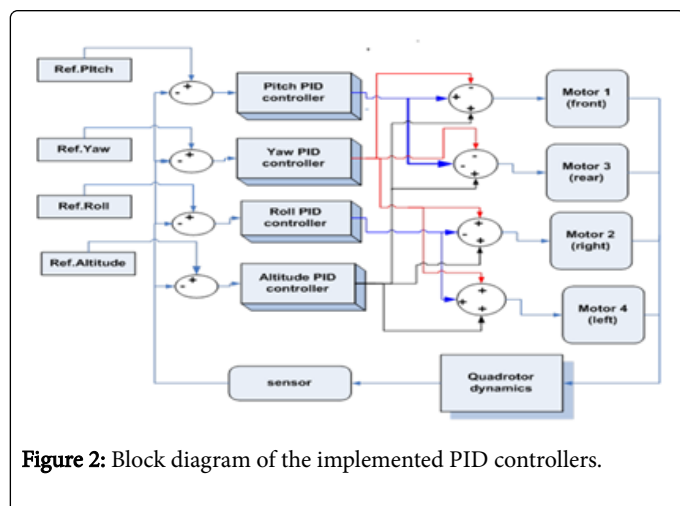 Ref.Pitch
Pitch PID
controller
Motor 1
(front)
Ref.Yaw
Yaw PID
controller
Motor 3
(rear)
Ref.Roll
Roll PID
controller
Motor 2
(right)
Ref.Altitude
Altitude PID
controller
Motor 4
(left)
sensor
Quadrotor
dynamics
Figure 2: Block diagram of the implemented PID controllers.